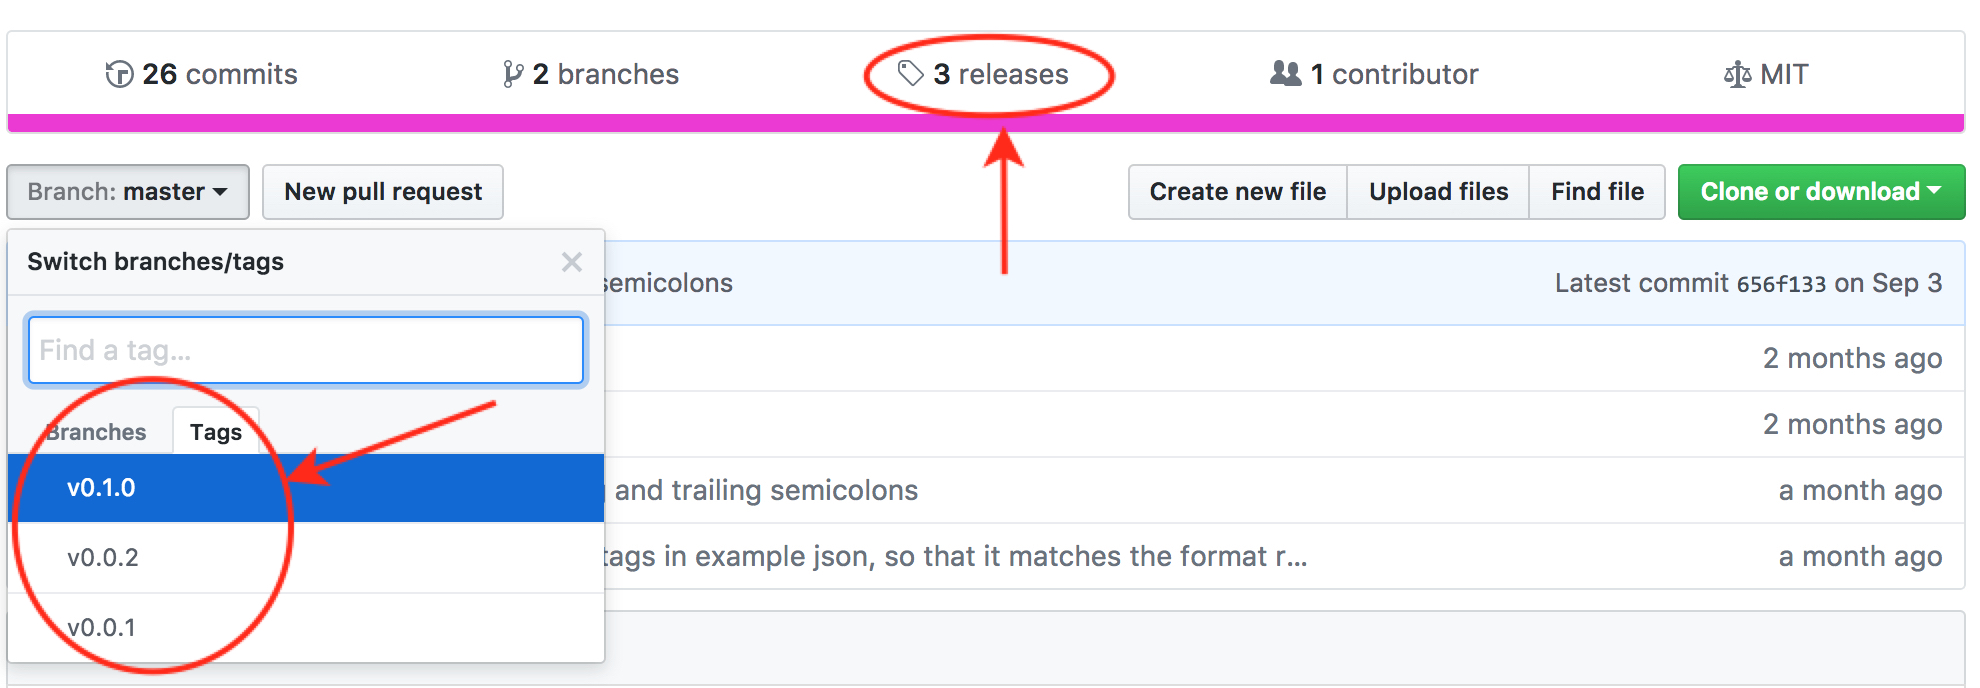 26 commits 2 branches 3 releases 1 contributor MIT
Branch: master New pull request Create new file Upload files Find file Clone or download
Switch branches/tags
semicolons Latest commit 656f133 on Sep 3
Find a tag...
2 months ago
Branches Tags
2 months ago
v0.1.0
and trailing semicolons a month ago
v0.0.2
tags in example json, so that it matches the format r... a month ago
v0.0.1